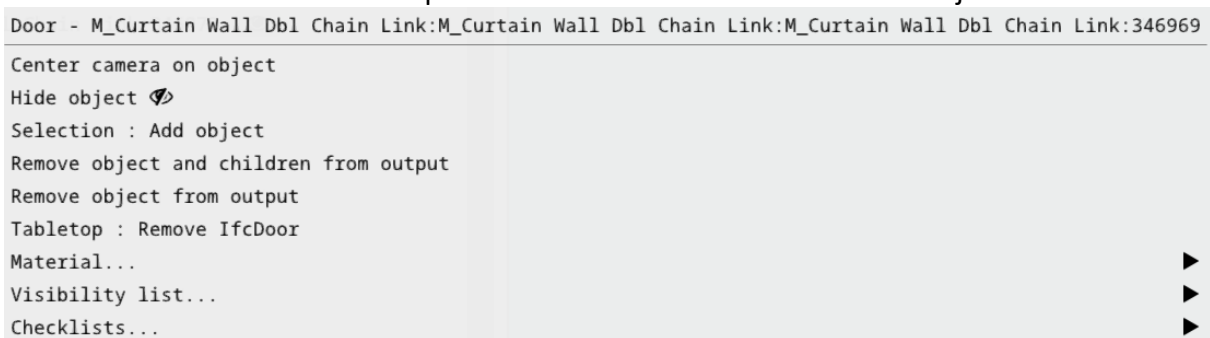 Door - M_Curtain Wall Dbl Chain Link:M_Curtain Wall Dbl Chain Link:M_Curtain Wall Dbl Chain Link:346969
Center camera on object
Hide object
Selection : Add object
Remove object and children from output
Remove object from output
Tabletop : Remove IfcDoor
Material...
Visibility list...
Checklists...